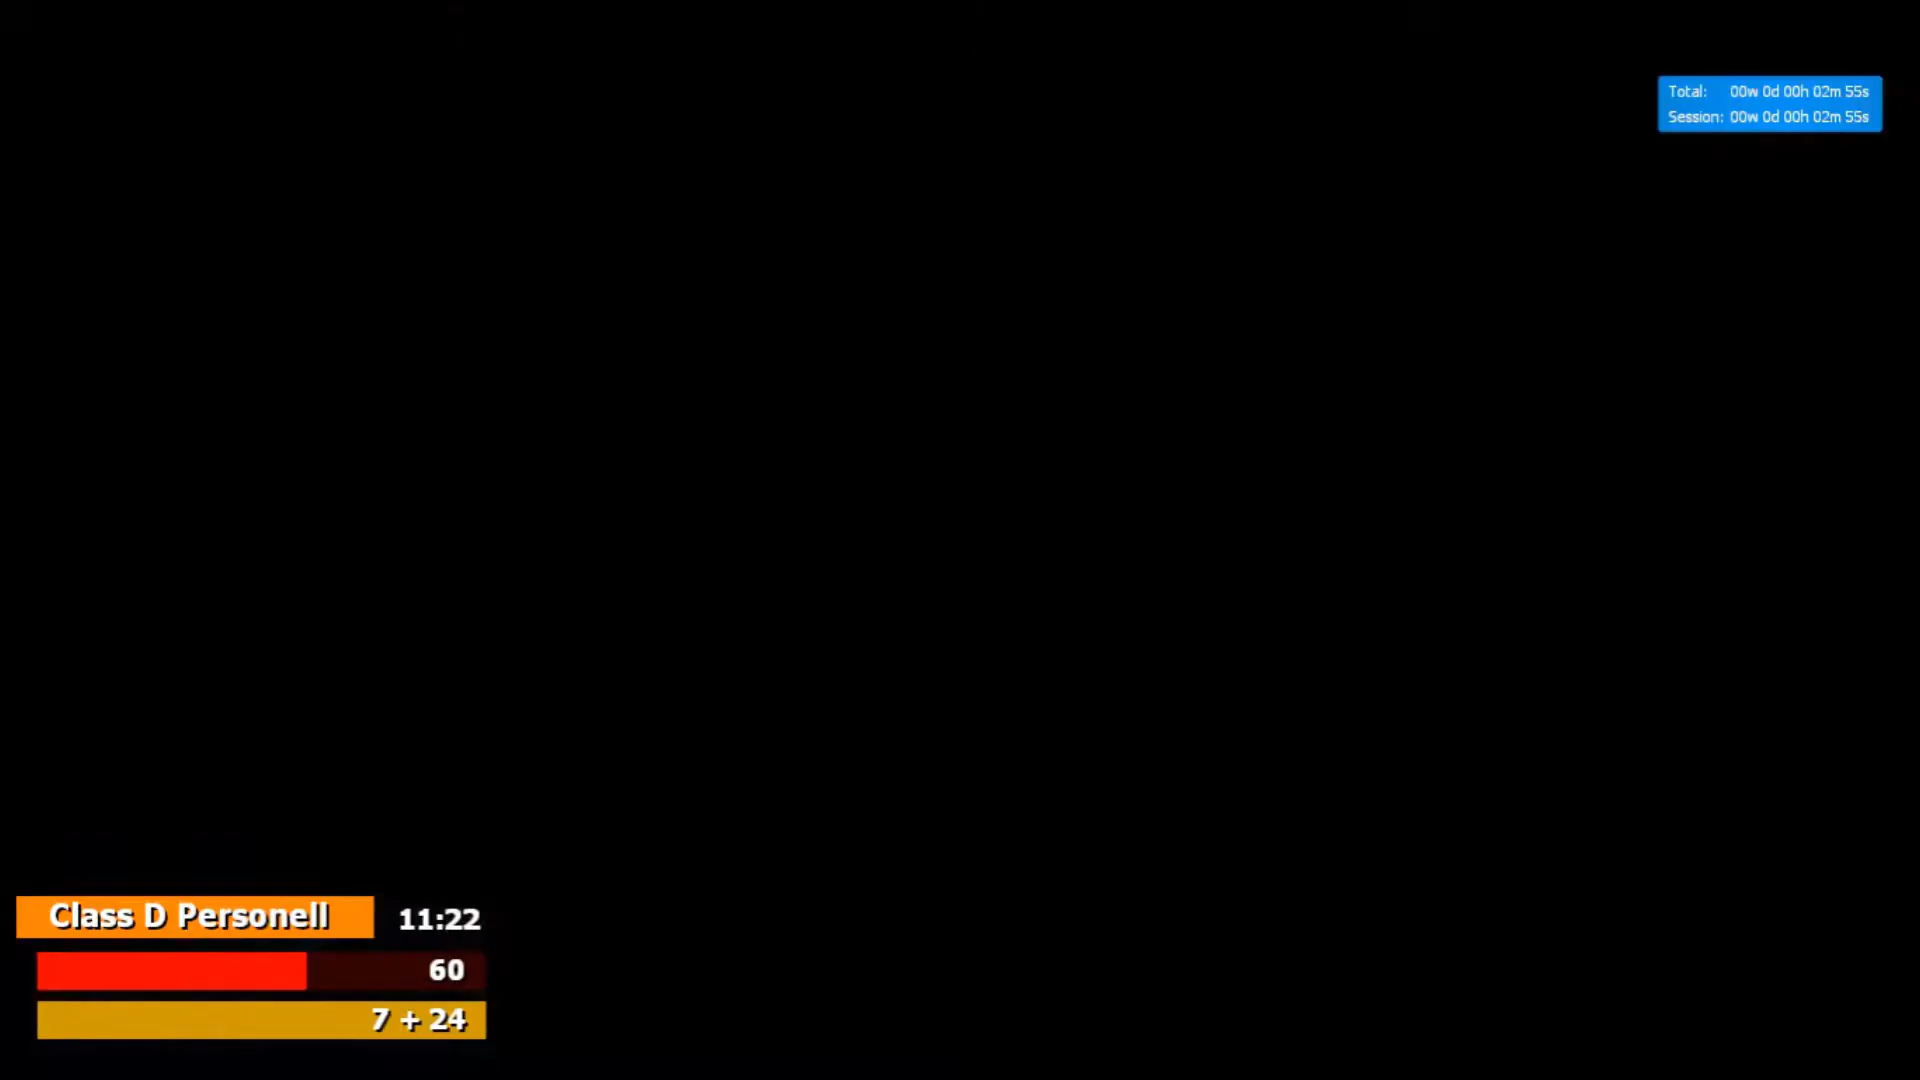 Total: 00w 0d 00h 02m 55s
Session: 00w 0d 00h 02m 55s
Class D Personell 11:22
60
7 + 24